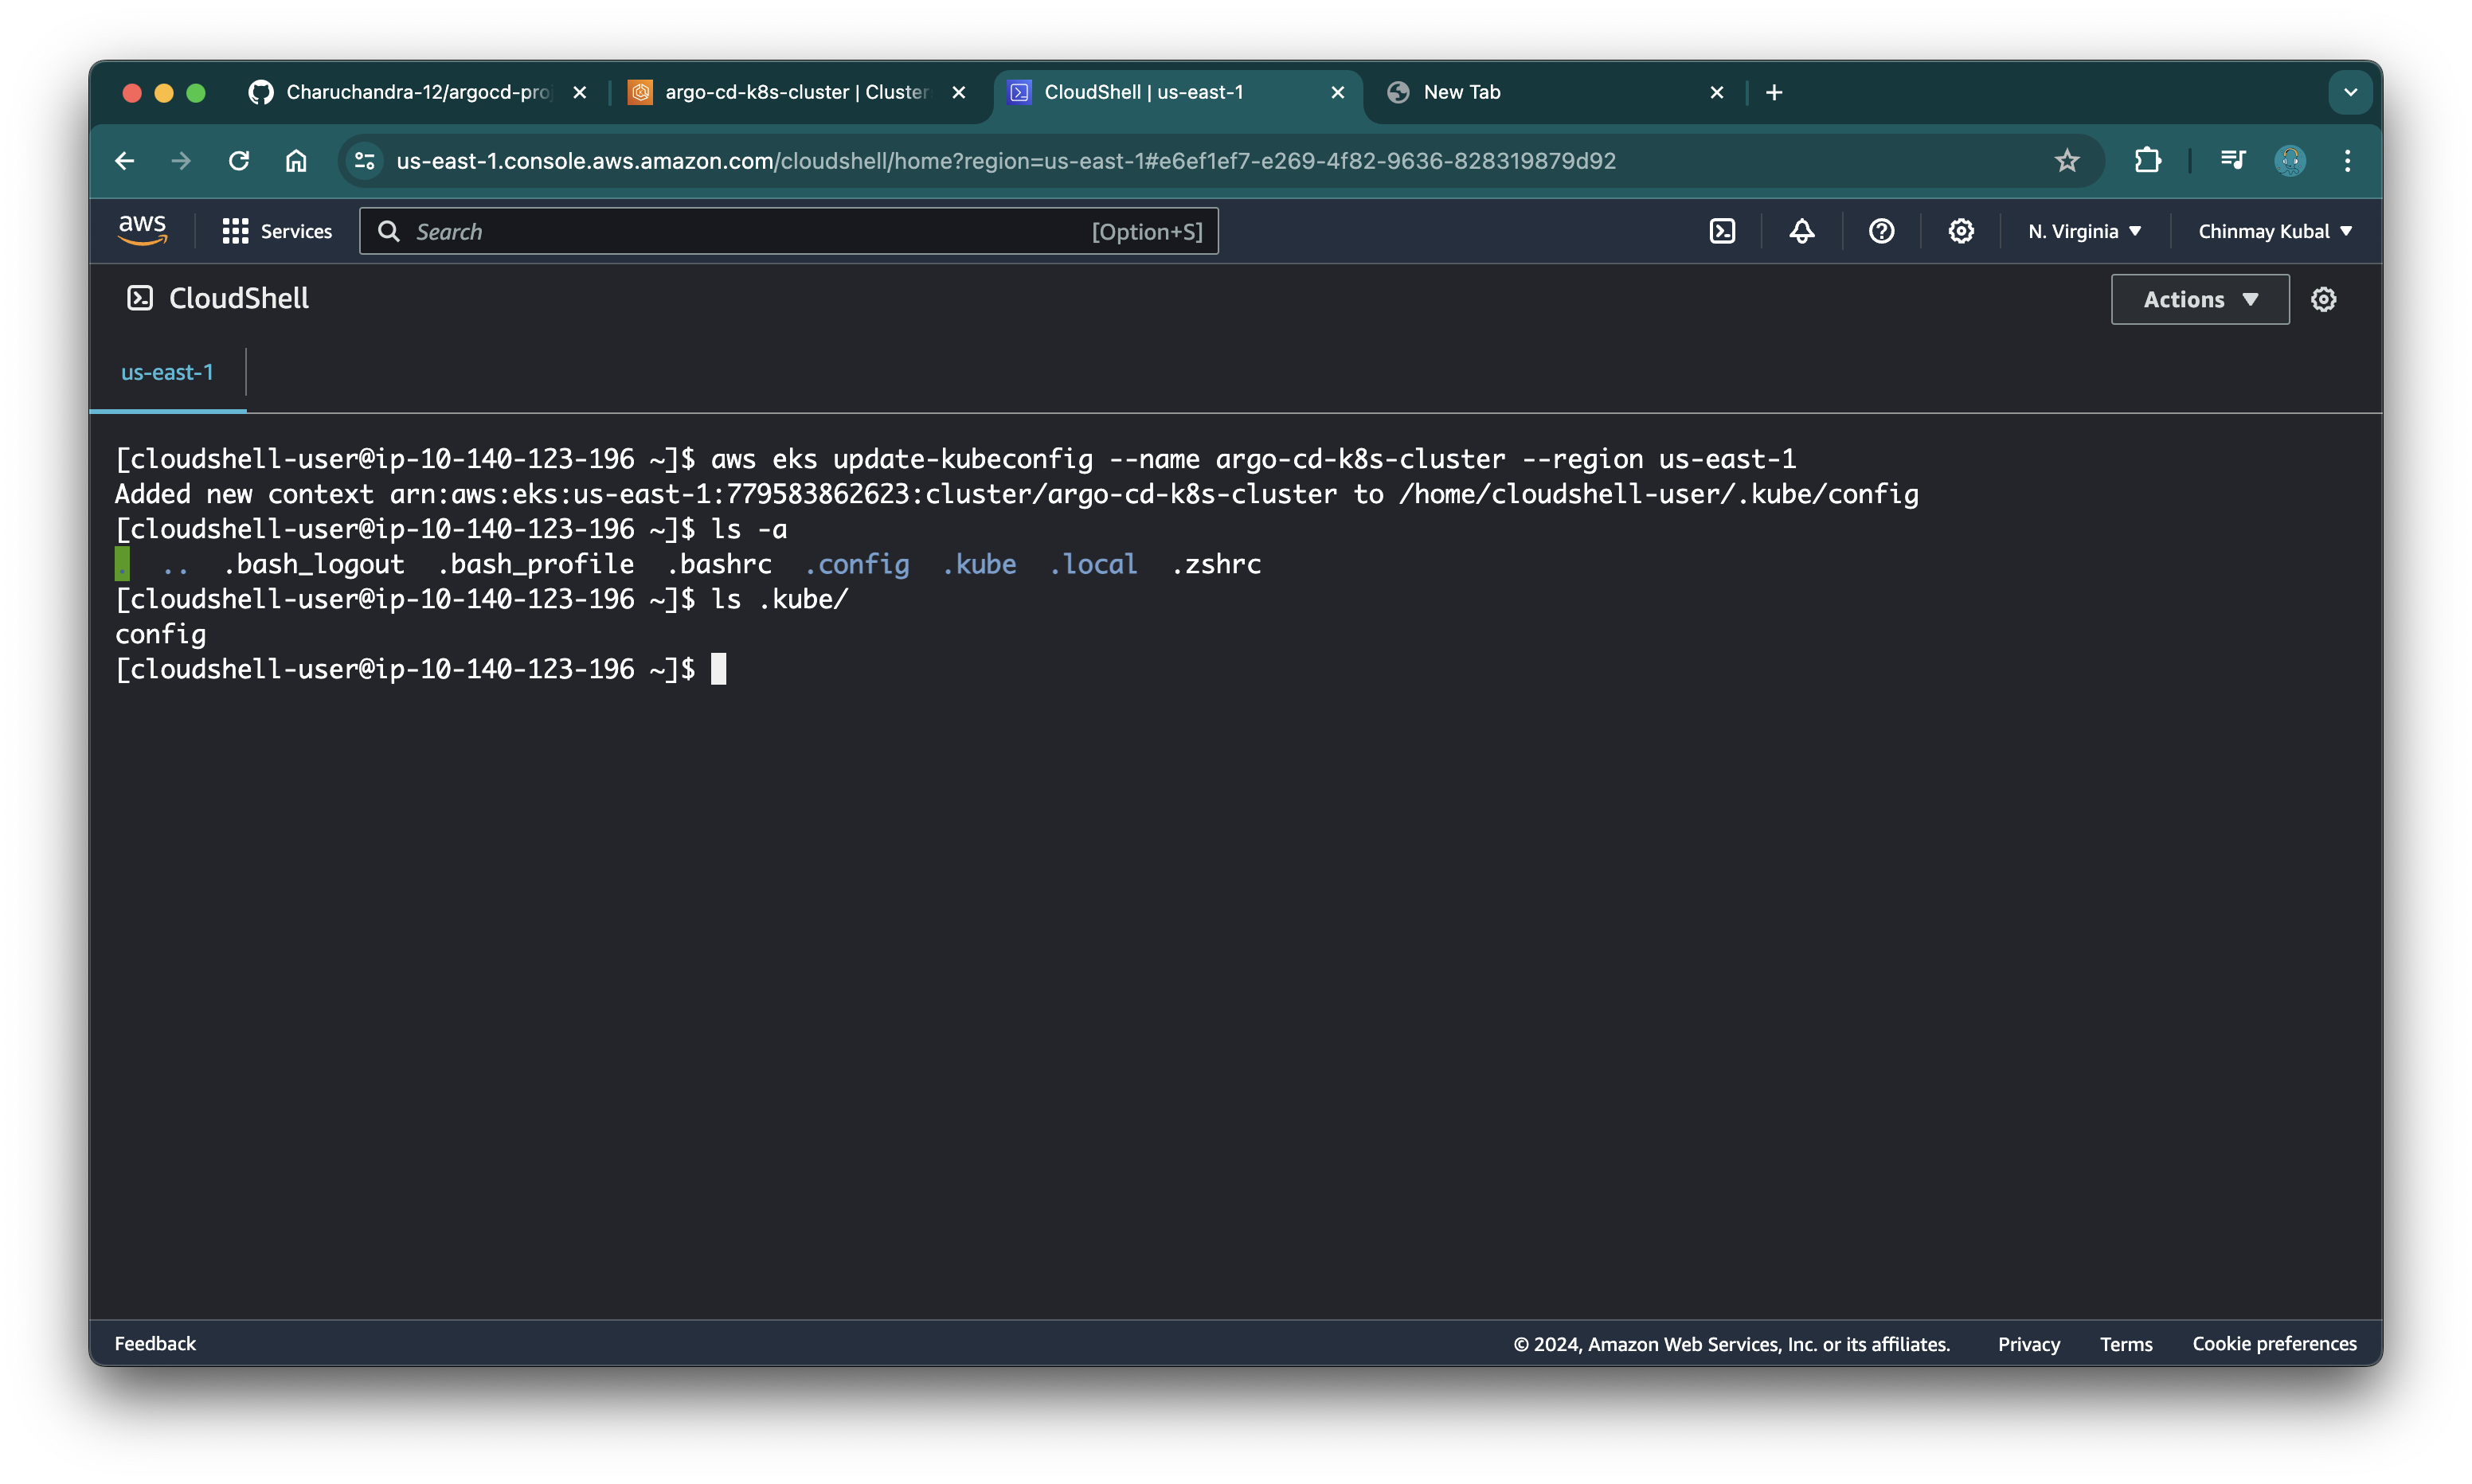 Charuchandra-12/argocd-proj
argo-cd-k8s-cluster | Cluster
CloudShell | us-east-1
New Tab
us-east-1.console.aws.amazon.com/cloudshell/home?region=us-east-1#e6ef1ef7-e269-4f82-9636-828319879d92
aws
Services
Search
[Option+S]
N. Virginia
Chinmay Kubal
CloudShell
Actions
us-east-1
[cloudshell-user@ip-10-140-123-196 ~]$ aws eks update-kubeconfig --name argo-cd-k8s-cluster --region us-east-1
Added new context arn:aws:eks:us-east-1:779583862623:cluster/argo-cd-k8s-cluster to /home/cloudshell-user/.kube/config
[cloudshell-user@ip-10-140-123-196 ~]$ ls -a
. .. .bash_logout .bash_profile .bashrc .config .kube .local .zshrc
[cloudshell-user@ip-10-140-123-196 ~]$ ls .kube/
config
[cloudshell-user@ip-10-140-123-196 ~]$
Feedback
© 2024, Amazon Web Services, Inc. or its affiliates.
Privacy
Terms
Cookie preferences